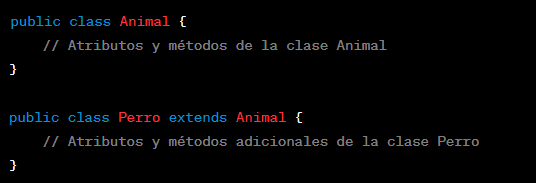 public class Animal {
    // Atributos y métodos de la clase Animal
}

public class Perro extends Animal {
    // Atributos y métodos adicionales de la clase Perro
}